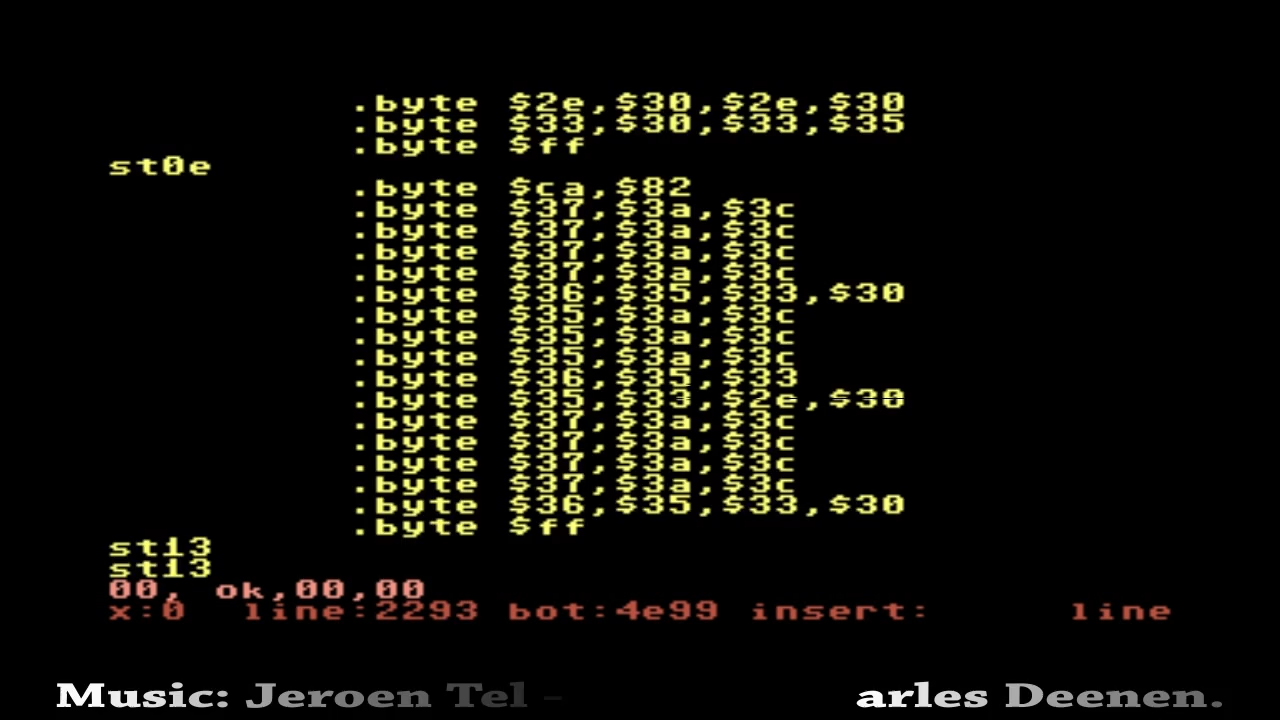 .byte $2e,$30,$2e,$30
.byte $33,$30,$33,$35
.byte $ff
st0e
.byte $ca,$82
.byte $37,$3a,$3c
.byte $37,$3a,$3c
.byte $37,$3a,$3c
.byte $37,$3a,$3c
.byte $36,$35,$33,$30
.byte $35,$3a,$3c
.byte $35,$3a,$3c
.byte $35,$3a,$3c
.byte $36,$35,$33
.byte $35,$33,$2e,$30
.byte $37,$3a,$3c
.byte $37,$3a,$3c
.byte $37,$3a,$3c
.byte $37,$3a,$3c
.byte $36,$35,$33,$30
.byte $ff
st13
st13
00, ok,00,00
x:0 line:2293 bot:4e99 insert: line
Music: Jeroen Tel - arles Deenen.